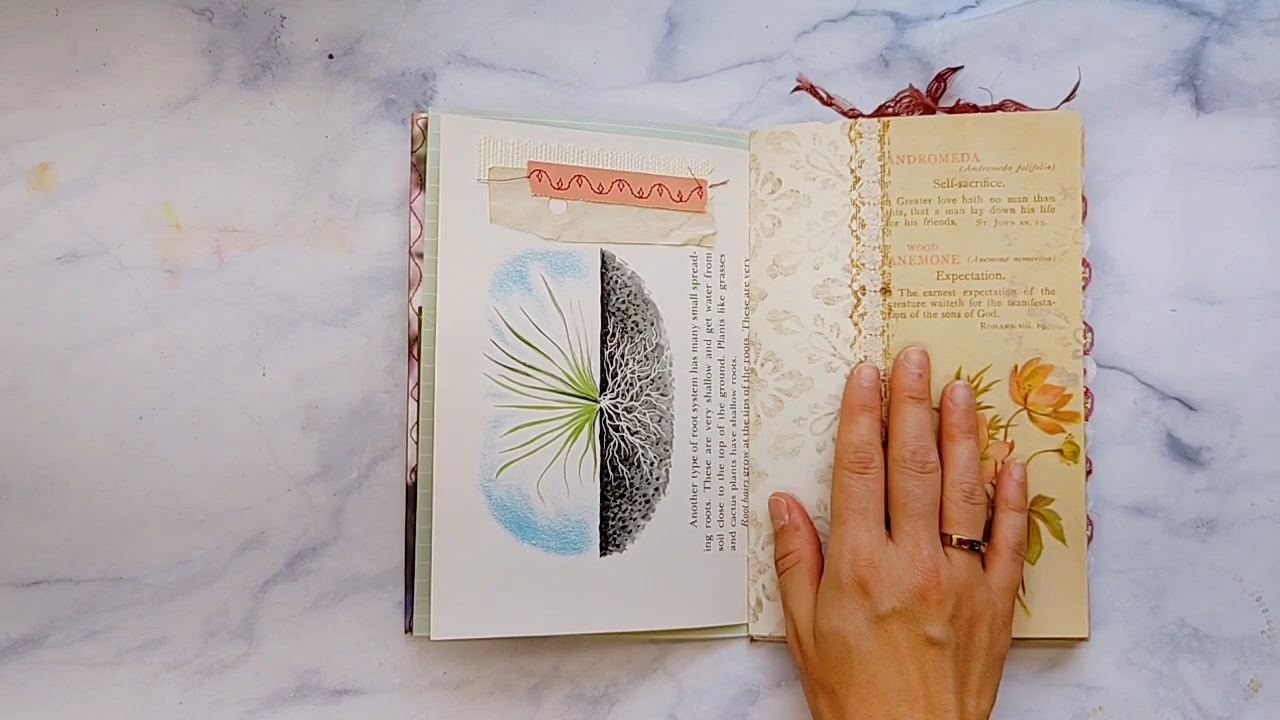 Another type of root system has many small spread-
ing roots. These are very shallow and get water from
soil close to the top of the ground. Plants like grasses
and cactus plants have shallow roots.
Root hairs grow at the tips of the roots. These are very
ANDROMEDA
(Andromeda polifolia)
Self-sacrifice.
Greater love hath no man than
this, that a man lay down his life
for his friends. St. John xv. 13.
WOOD
ANEMONE (Anemone nemorosa)
Expectation.
The earnest expectation of the
creature waiteth for the manifesta-
tion of the sons of God.
Romans viii. 19.